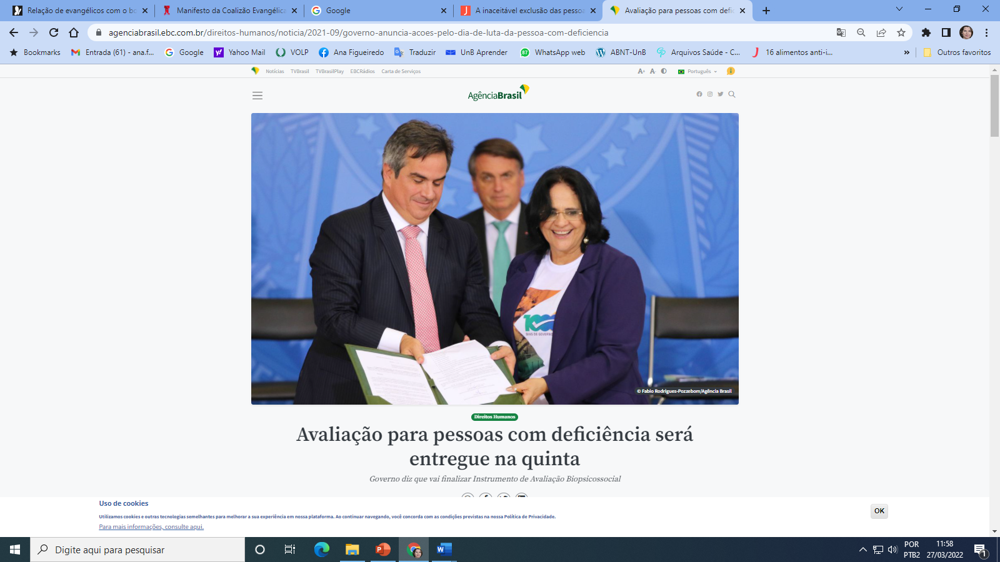 Relação de evangélicos com o bo
Manifesto da Coalizão Evangélica
Google
A inaceitável exclusão das pessoa
Avaliação para pessoas com defic
agenciabrasil.ebc.com.br/direitos-humanos/noticia/2021-09/governo-anuncia-acoes-pelo-dia-de-luta-da-pessoa-com-deficiencia
Bookmarks
Entrada (61) - ana.f...
Google
Yahoo Mail
VOLP
Ana Figueiredo
Traduzir
UnB Aprender
WhatsApp web
ABNT-UnB
Arquivos Saúde - C...
16 alimentos anti-i...
»
Outros favoritos
Notícias TVBrasil TVBrasilPlay EBCRádios Carta de Serviços
A+ A- Português
AgênciaBrasil
100
DIAS DE GOVERNO
© Fabio Rodrigues-Pozzebom/Agência Brasil
Direitos Humanos
Avaliação para pessoas com deficiência será
entregue na quinta
Governo diz que vai finalizar Instrumento de Avaliação Biopsicossocial
Uso de cookies
Utilizamos cookies e outras tecnologias semelhantes para melhorar a sua experiência em nossa plataforma. Ao continuar navegando, você concorda com as condições previstas na nossa Política de Privacidade.
Para mais informações, consulte aqui.
OK
Digite aqui para pesquisar
POR
PTB2
11:58
27/03/2022
1